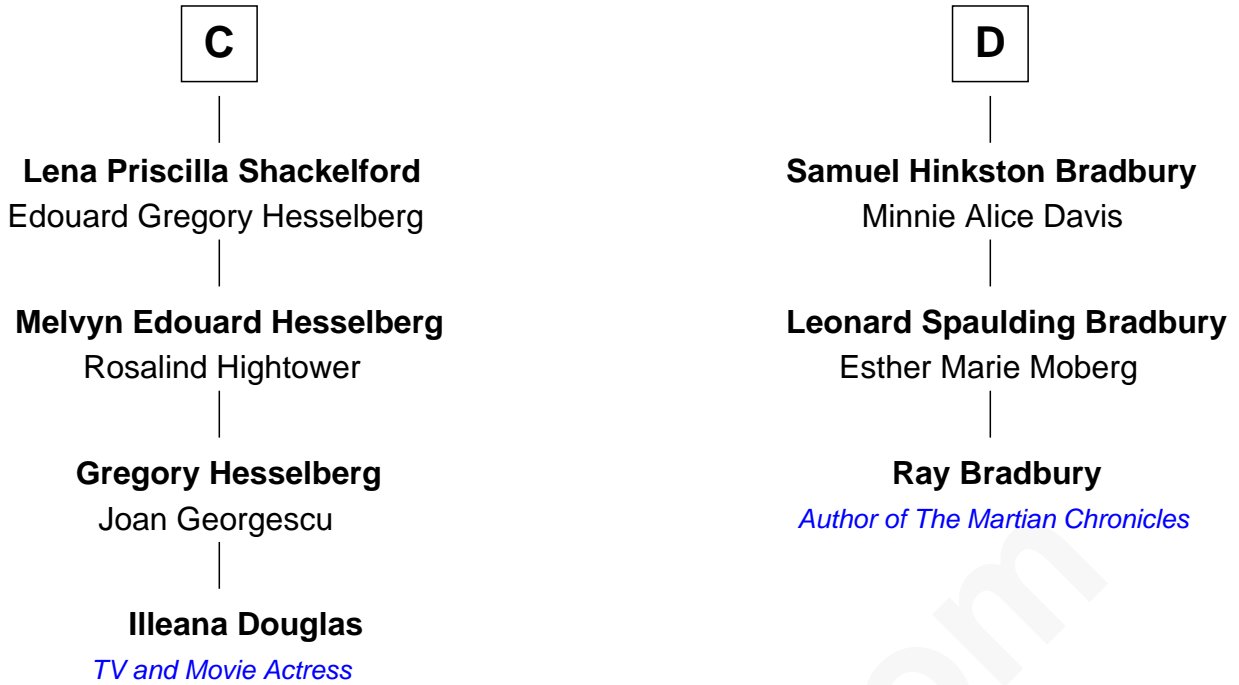 C
Lena Priscilla Shackelford
Edouard Gregory Hesselberg
Melvyn Edouard Hesselberg
Rosalind Hightower
Gregory Hesselberg
Joan Georgescu
Illeana Douglas
TV and Movie Actress
D
Samuel Hinkston Bradbury
Minnie Alice Davis
Leonard Spaulding Bradbury
Esther Marie Moberg
Ray Bradbury
Author of The Martian Chronicles
om